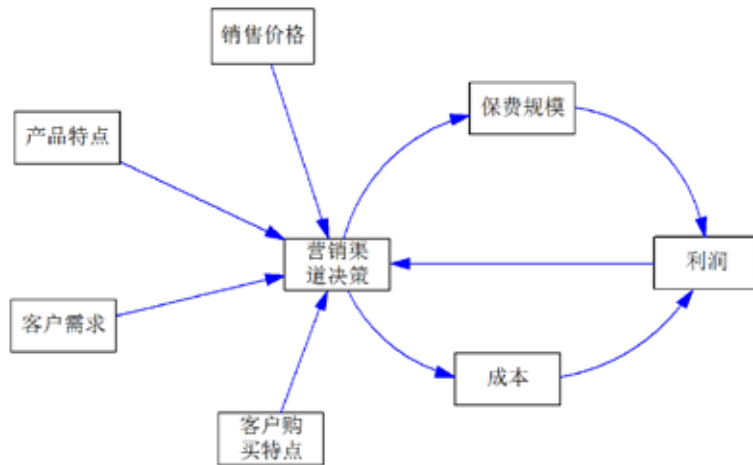 销售价格
保费规模
产品特点
营销渠
道决策
利润
客户需求
成本
客户购
买特点